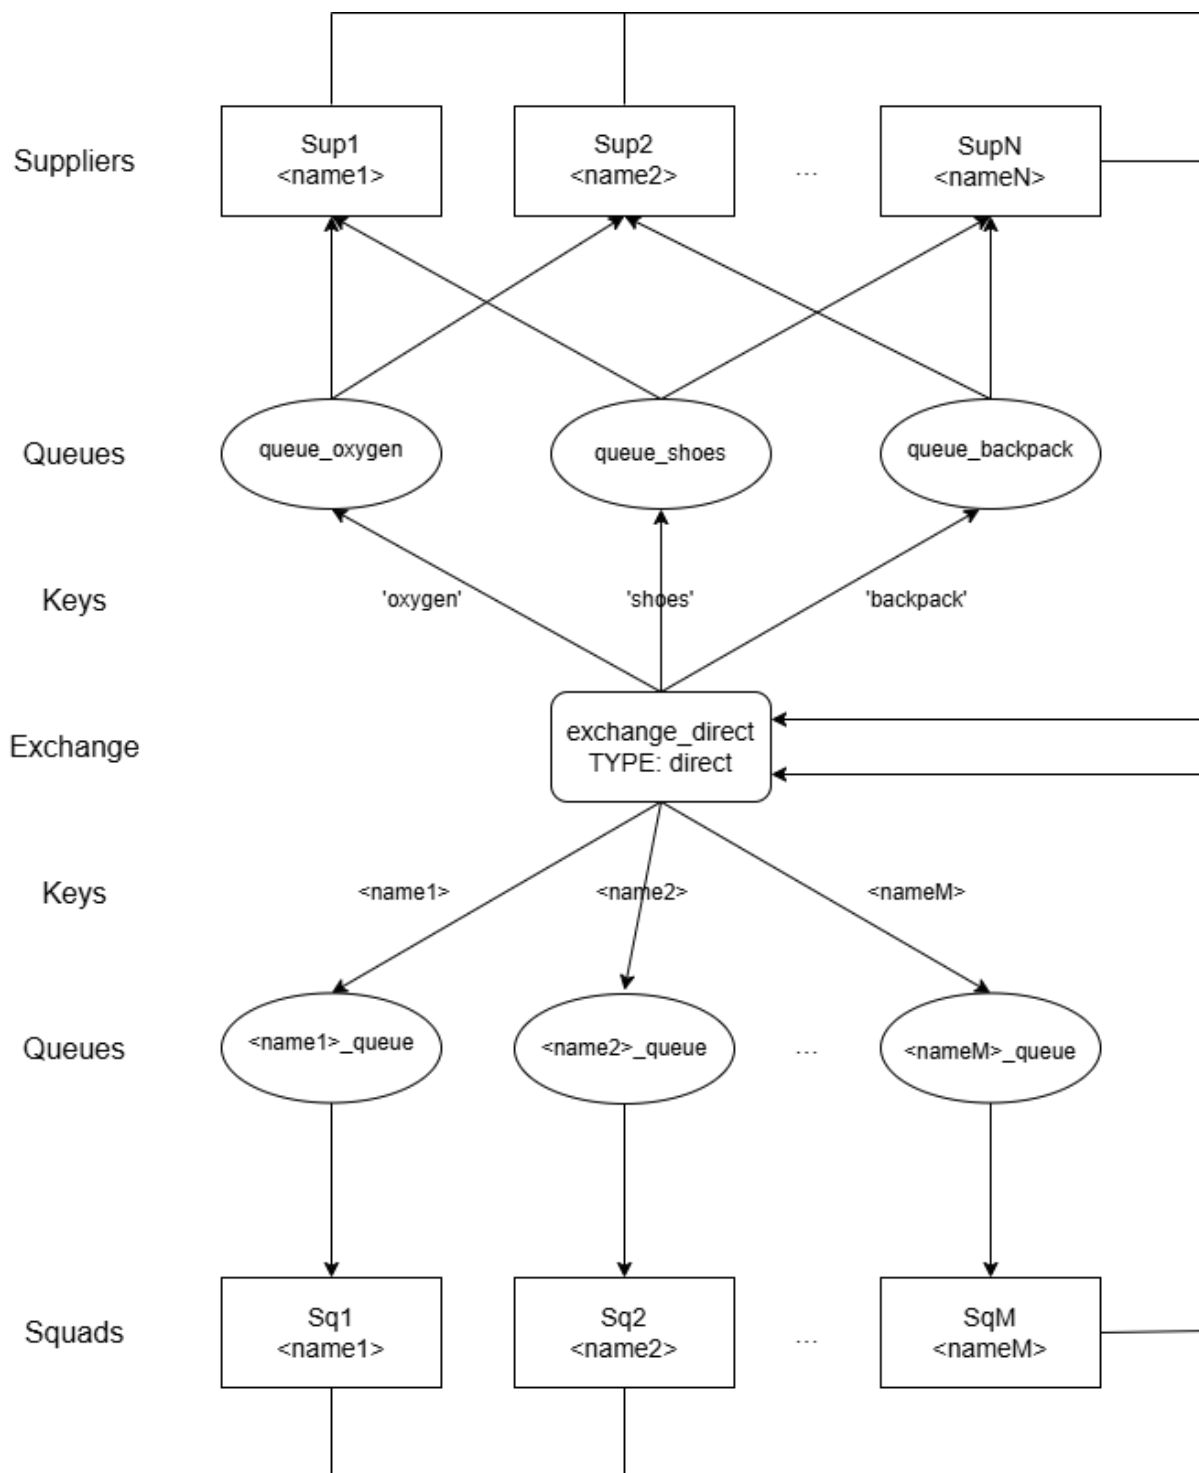 Suppliers
Sup1
<name1>
Sup2
<name2>
...
SupN
<nameN>
Queues
queue_oxygen
queue_shoes
queue_backpack
Keys
'oxygen'
'shoes'
'backpack'
Exchange
exchange_direct
TYPE: direct
Keys
<name1>
<name2>
<nameM>
Queues
<name1>_queue
<name2>_queue
...
<nameM>_queue
Squads
Sq1
<name1>
Sq2
<name2>
...
SqM
<nameM>